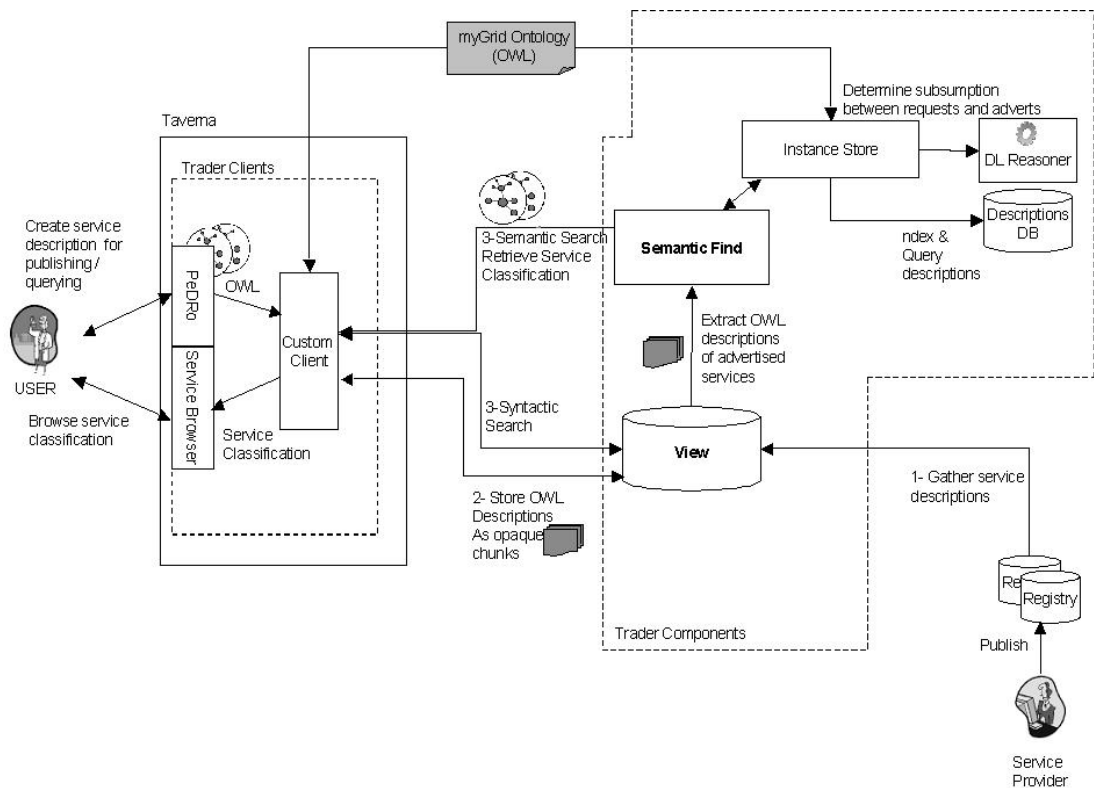 myGrid Ontology
(OWL)
Determine subsumption
between requests and adverts
Taverna
Instance Store
DL Reasoner
Trader Clients
Create service
description for
publishing /
querying
3-Semantic Search
Retrieve Service
Classification
Semantic Find
Descriptions
DB
ndex &
Query
descriptions
PeDRo
OWL
Custom
Client
Extract OWL
descriptions
of advertised
services
USER
Service Browser
Browse service
classification
Service
Classification
3-Syntactic
Search
View
1- Gather service
descriptions
2- Store OWL
Descriptions
As opaque
chunks
Re
Registry
Trader Components
Publish
Service
Provider